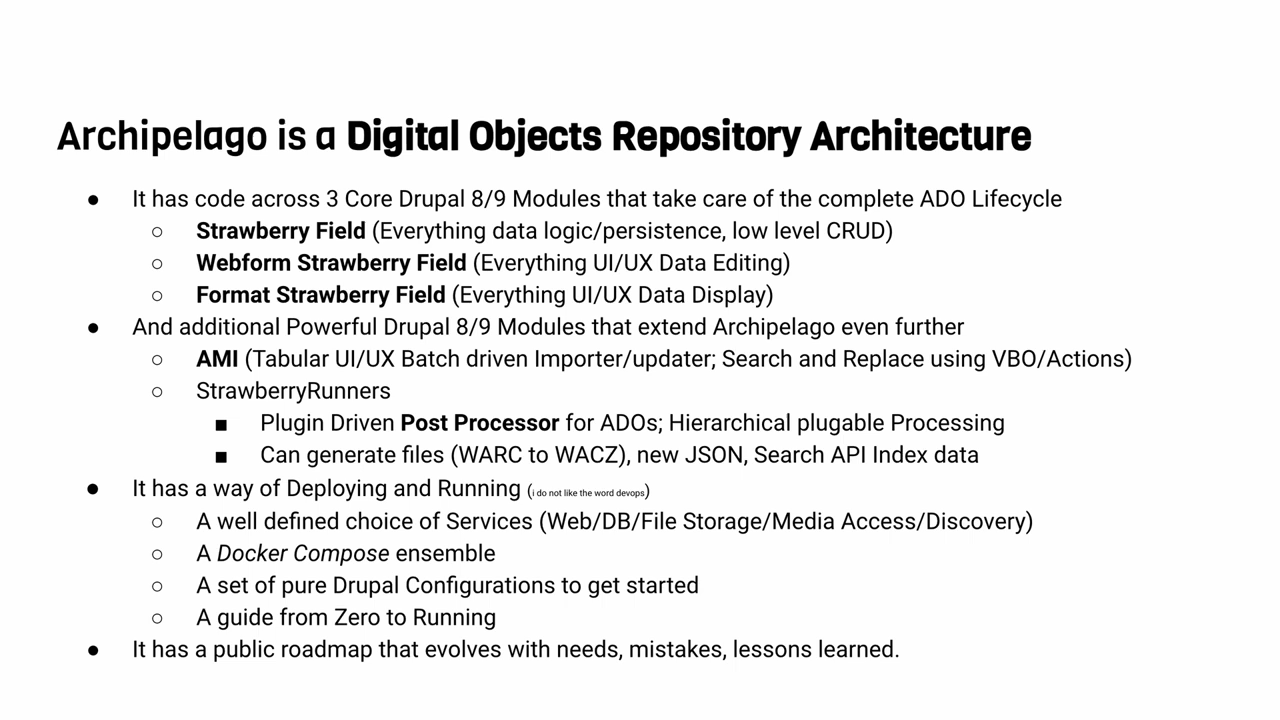 Archipelago is a Digital Objects Repository Architecture
● It has code across 3 Core Drupal 8/9 Modules that take care of the complete ADO Lifecycle
○ Strawberry Field (Everything data logic/persistence, low level CRUD)
○ Webform Strawberry Field (Everything UI/UX Data Editing)
○ Format Strawberry Field (Everything UI/UX Data Display)
● And additional Powerful Drupal 8/9 Modules that extend Archipelago even further
○ AMI (Tabular UI/UX Batch driven Importer/updater; Search and Replace using VBO/Actions)
○ StrawberryRunners
■ Plugin Driven Post Processor for ADOs; Hierarchical plugable Processing
■ Can generate files (WARC to WACZ), new JSON, Search API Index data
● It has a way of Deploying and Running (i do not like the word devops)
○ A well defined choice of Services (Web/DB/File Storage/Media Access/Discovery)
○ A Docker Compose ensemble
○ A set of pure Drupal Configurations to get started
○ A guide from Zero to Running
● It has a public roadmap that evolves with needs, mistakes, lessons learned.